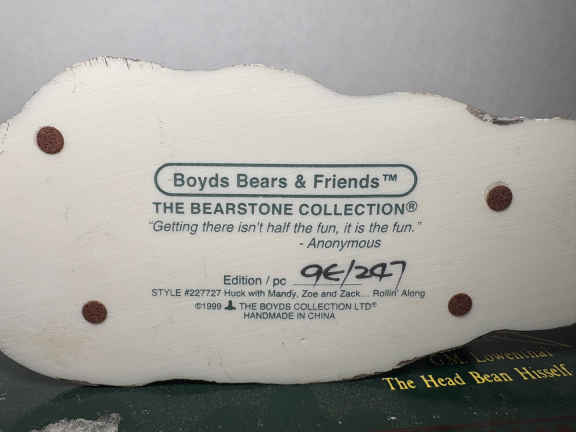 Boyds Bears & Friends™
THE BEARSTONE COLLECTION®
"Getting there isn't half the fun, it is the fun."
- Anonymous
Edition / pc 9E/247
STYLE #227727 Huck with Mandy, Zoe and Zack... Rollin' Along
©1999 THE BOYDS COLLECTION LTD®
HANDMADE IN CHINA
GM Lowenthal
The Head Bean Hisself